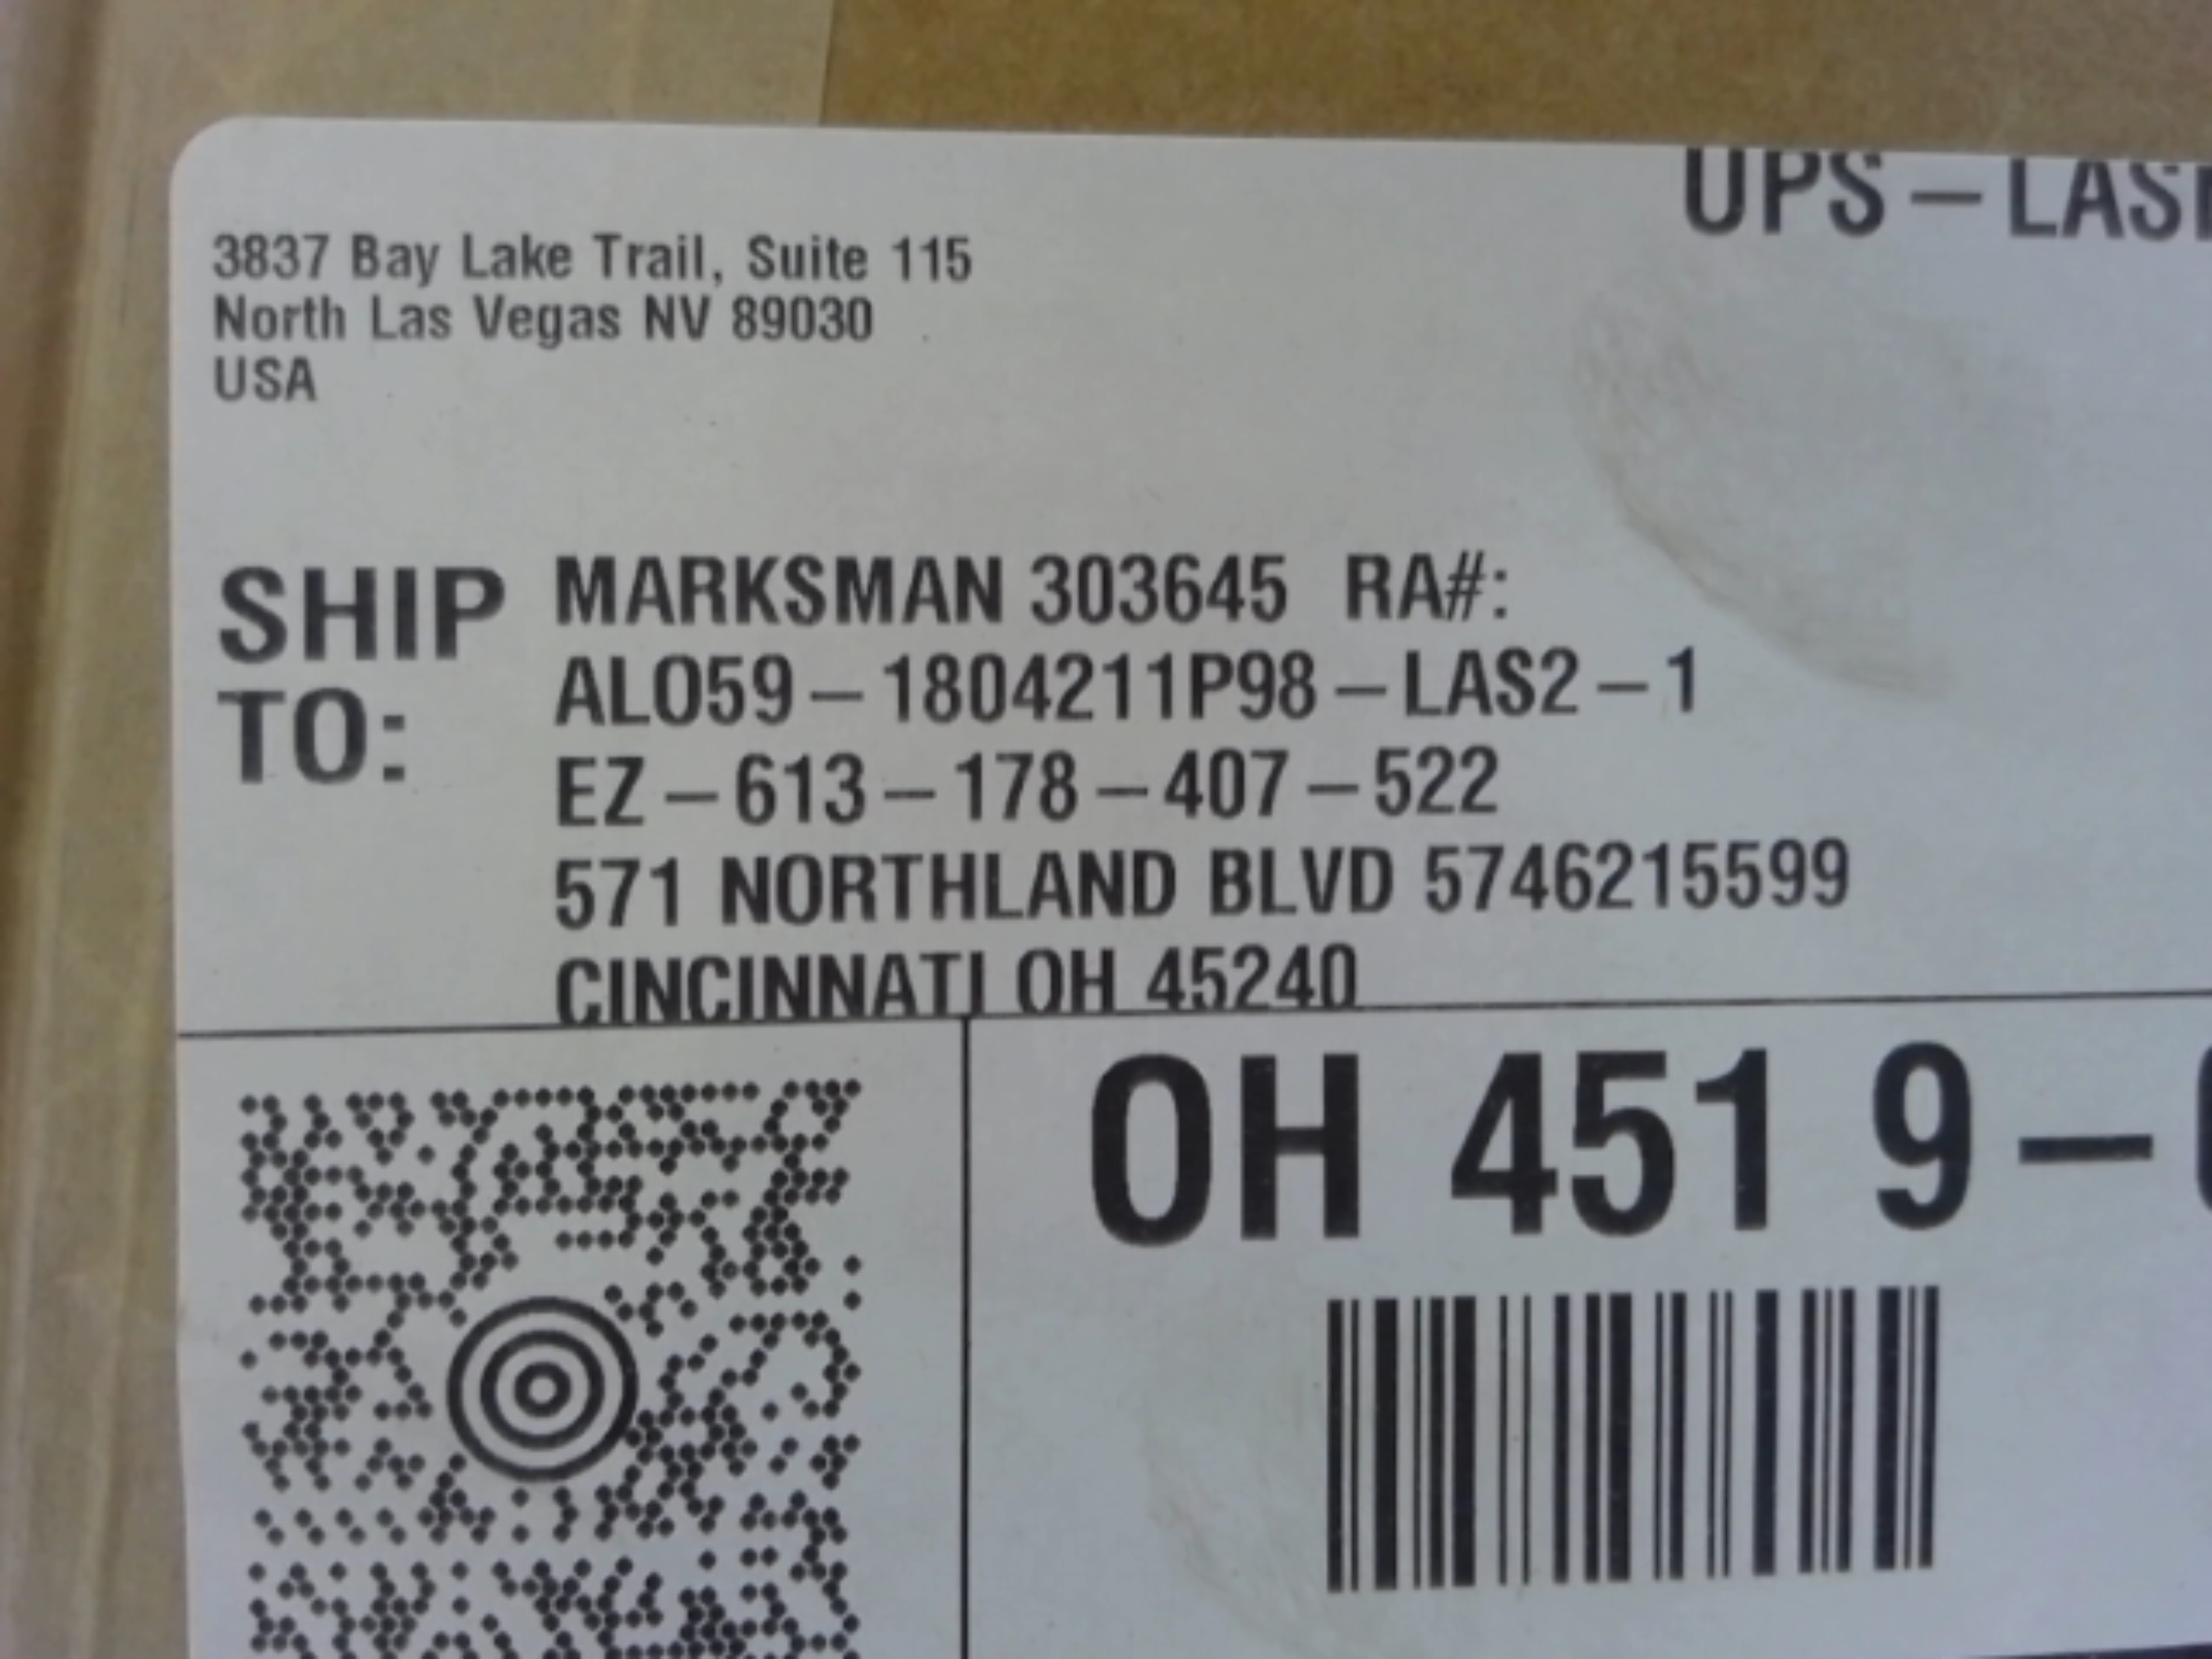 UPS – LAS
3837 Bay Lake Trail, Suite 115
North Las Vegas NV 89030
USA
SHIP TO:
MARKSMAN 303645 RA#:
ALO59 – 1804211P98 – LAS2 – 1
EZ – 613 – 178 – 407 – 522
571 NORTHLAND BLVD 5746215599
CINCINNATI OH 45240
OH 451 9 –